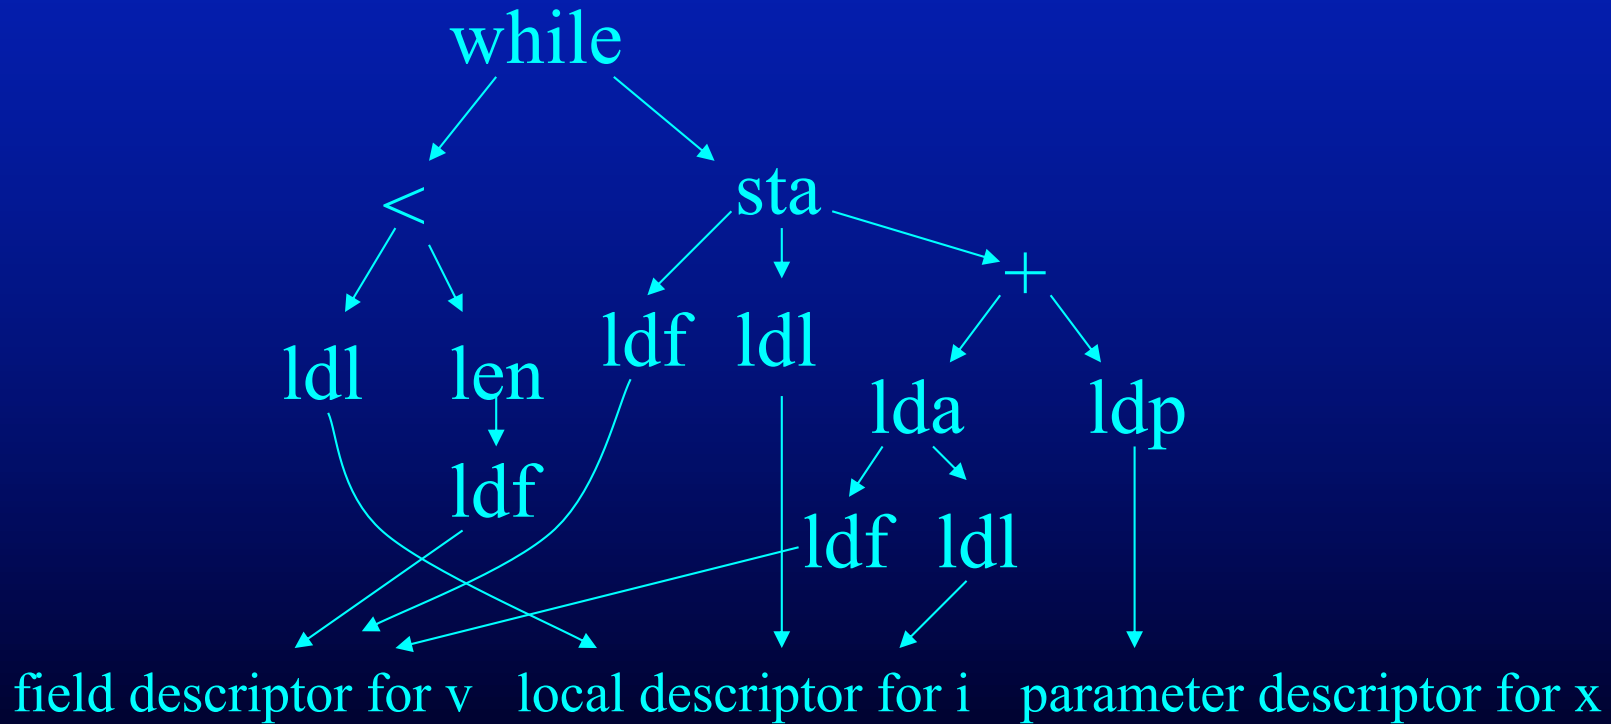 while
<
sta
+
ldl
len
ldf
ldl
lda
ldp
ldf
ldf
ldl
field descriptor for v
local descriptor for i
parameter descriptor for x